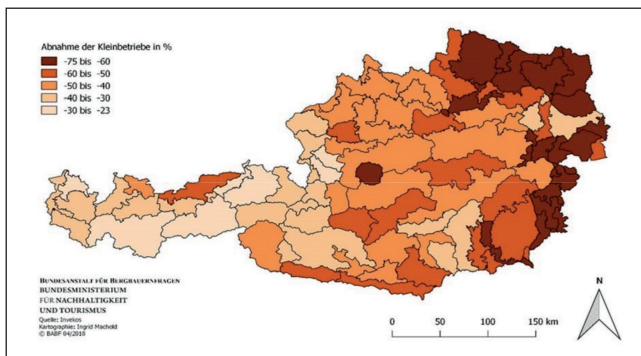 Abnahme der Kleinbetriebe in %
-75 bis -60
-60 bis -50
-50 bis -40
-40 bis -30
-30 bis -23
BUNDESANSTALT FÜR BERGBAUERNFRAGEN
BUNDESMINISTERIUM
FÜR NACHHALTIGKEIT
UND TOURISMUS
Quelle: Invekos
Kartographie: Ingrid Machold
© BABF 04/2018
N
0 50 100 150 km